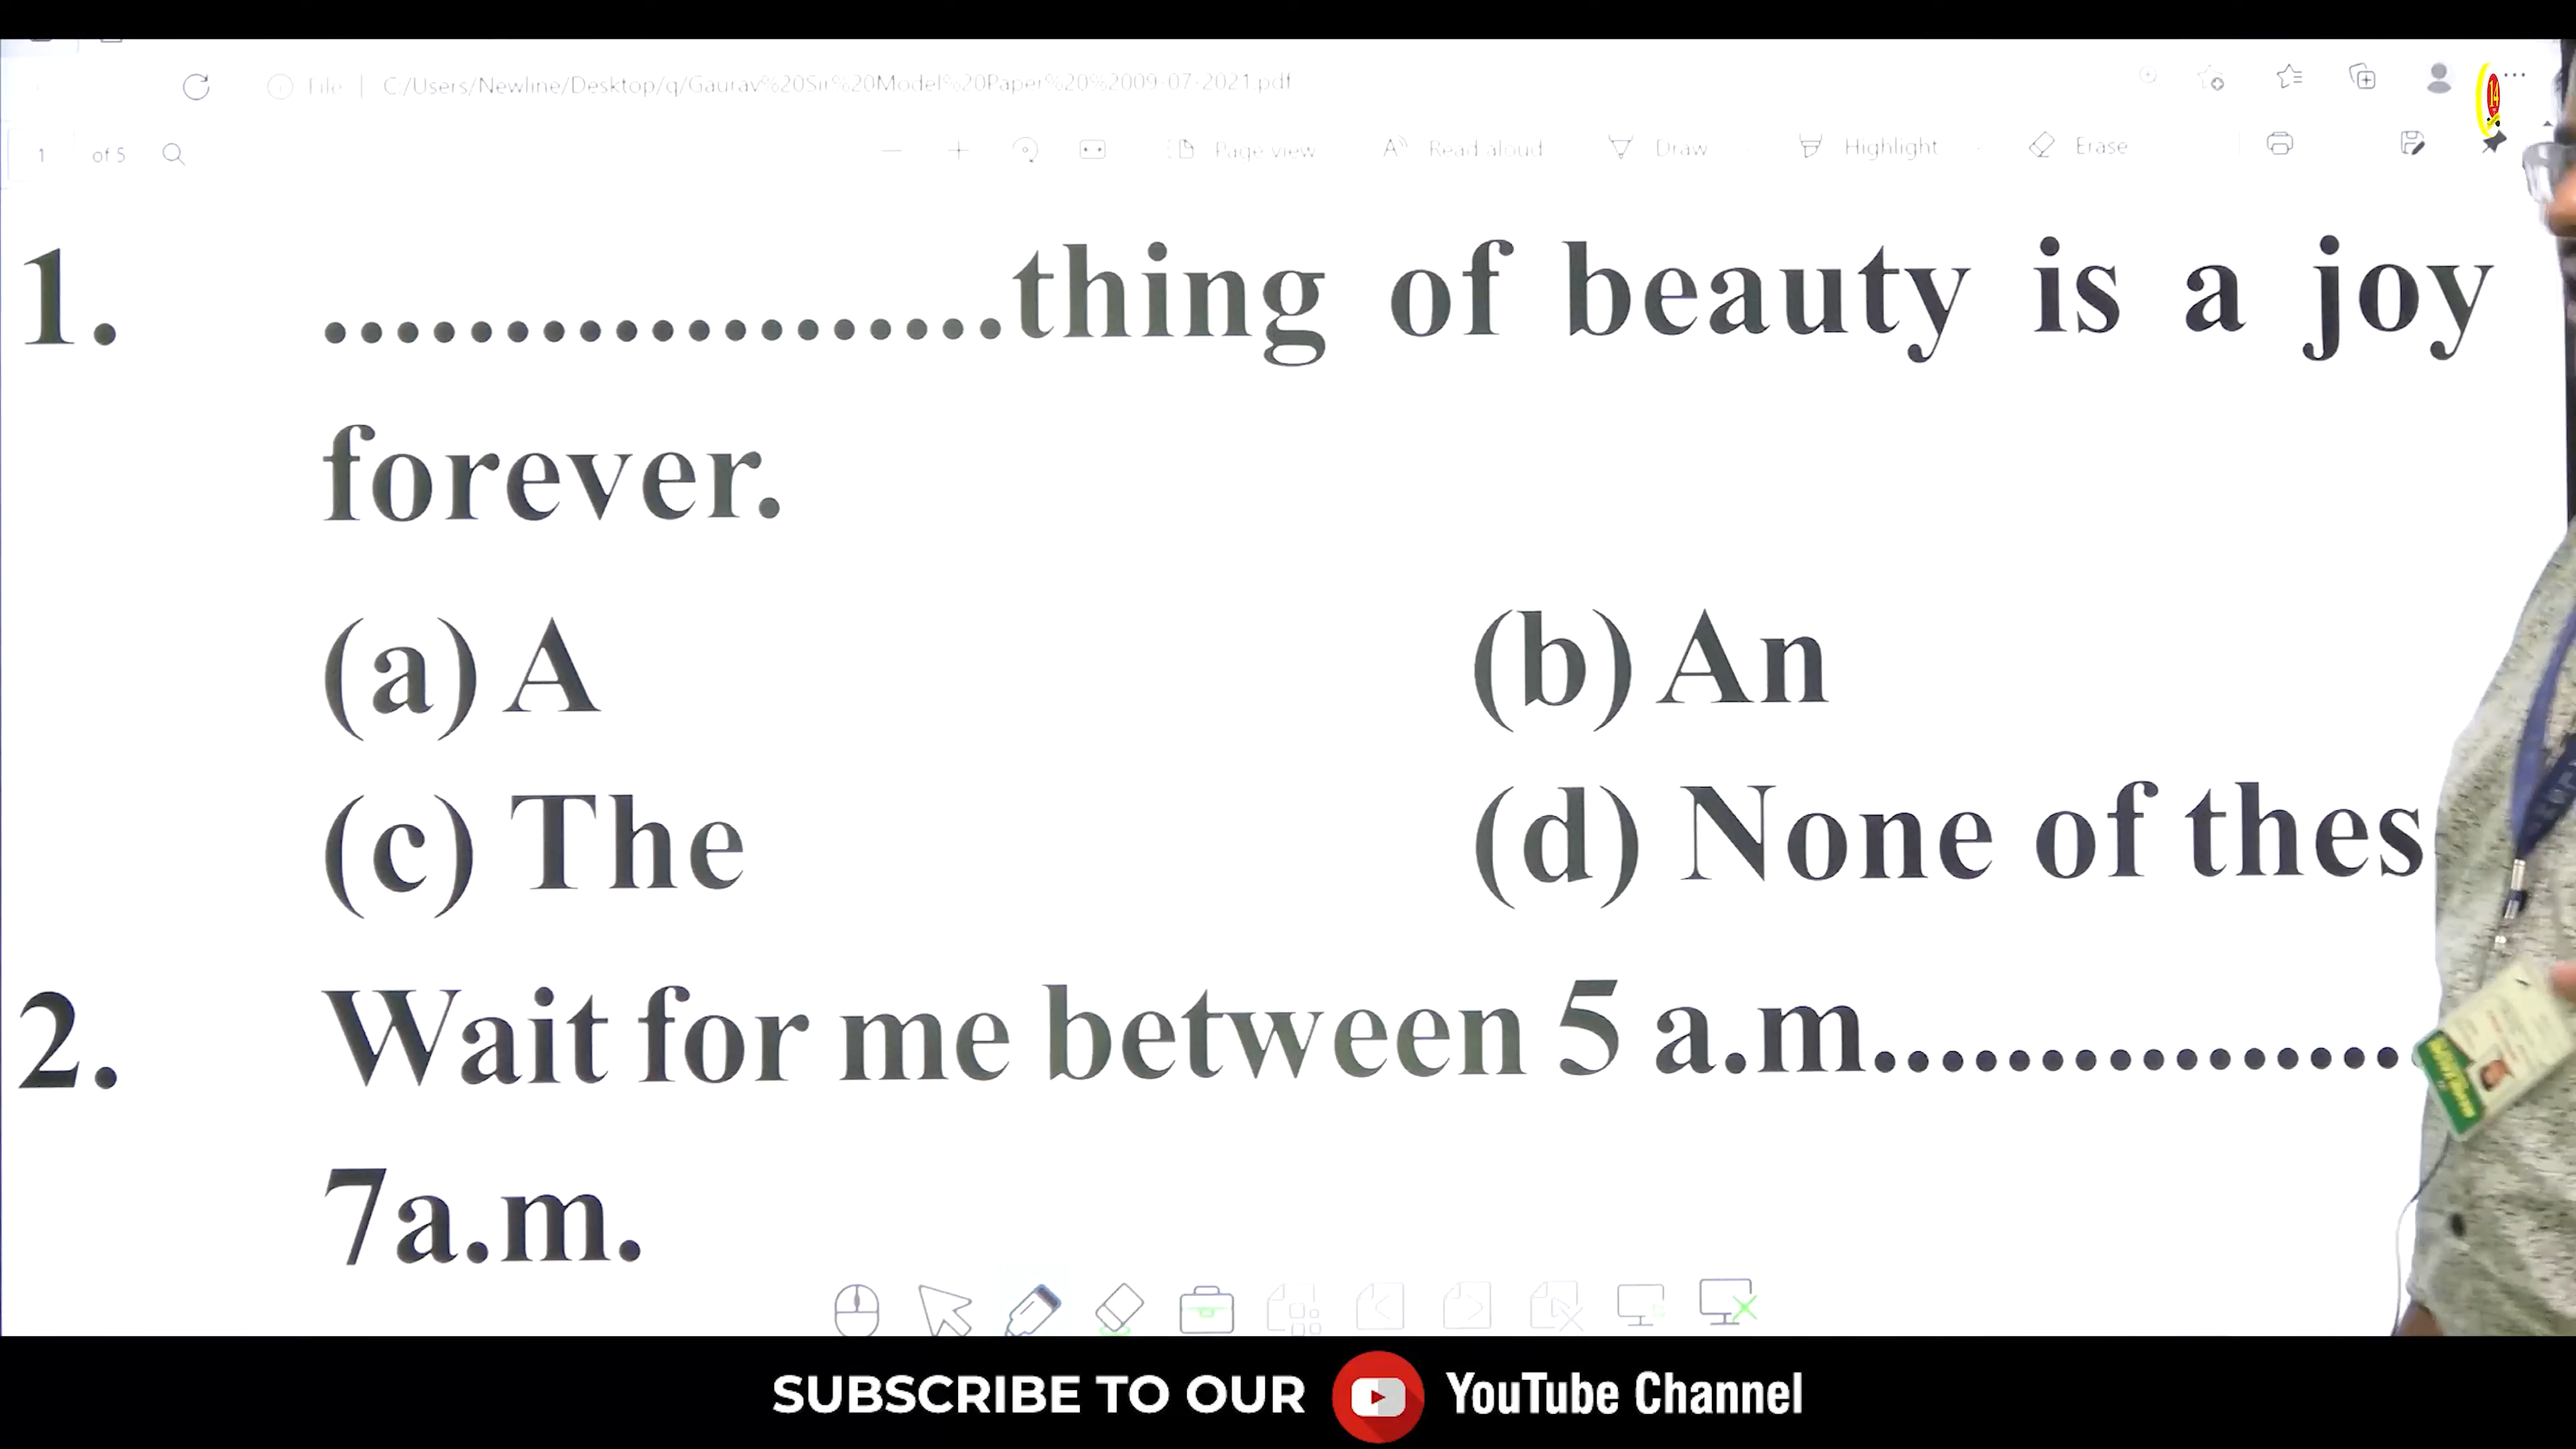 File | C:/Users/Newline/Desktop/q/Gaurav%20Sir%20Model%20Paper%20%2009-07-2021.pdf
1 of 5 Page view Read aloud Draw Highlight Erase
1. ...................thing of beauty is a joy
forever.
(a) A (b) An
(c) The (d) None of thes
2. Wait for me between 5 a.m................
7a.m.
SUBSCRIBE TO OUR YouTube Channel